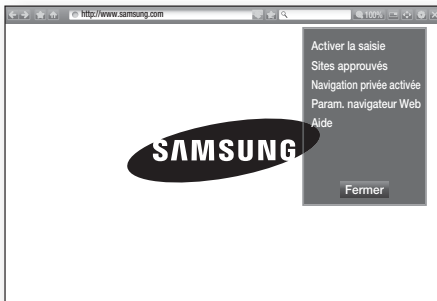 http://www.samsung.com
100%
Activer la saisie
Sites approuvés
Navigation privée activée
Param. navigateur Web
Aide
SAMSUNG
Fermer